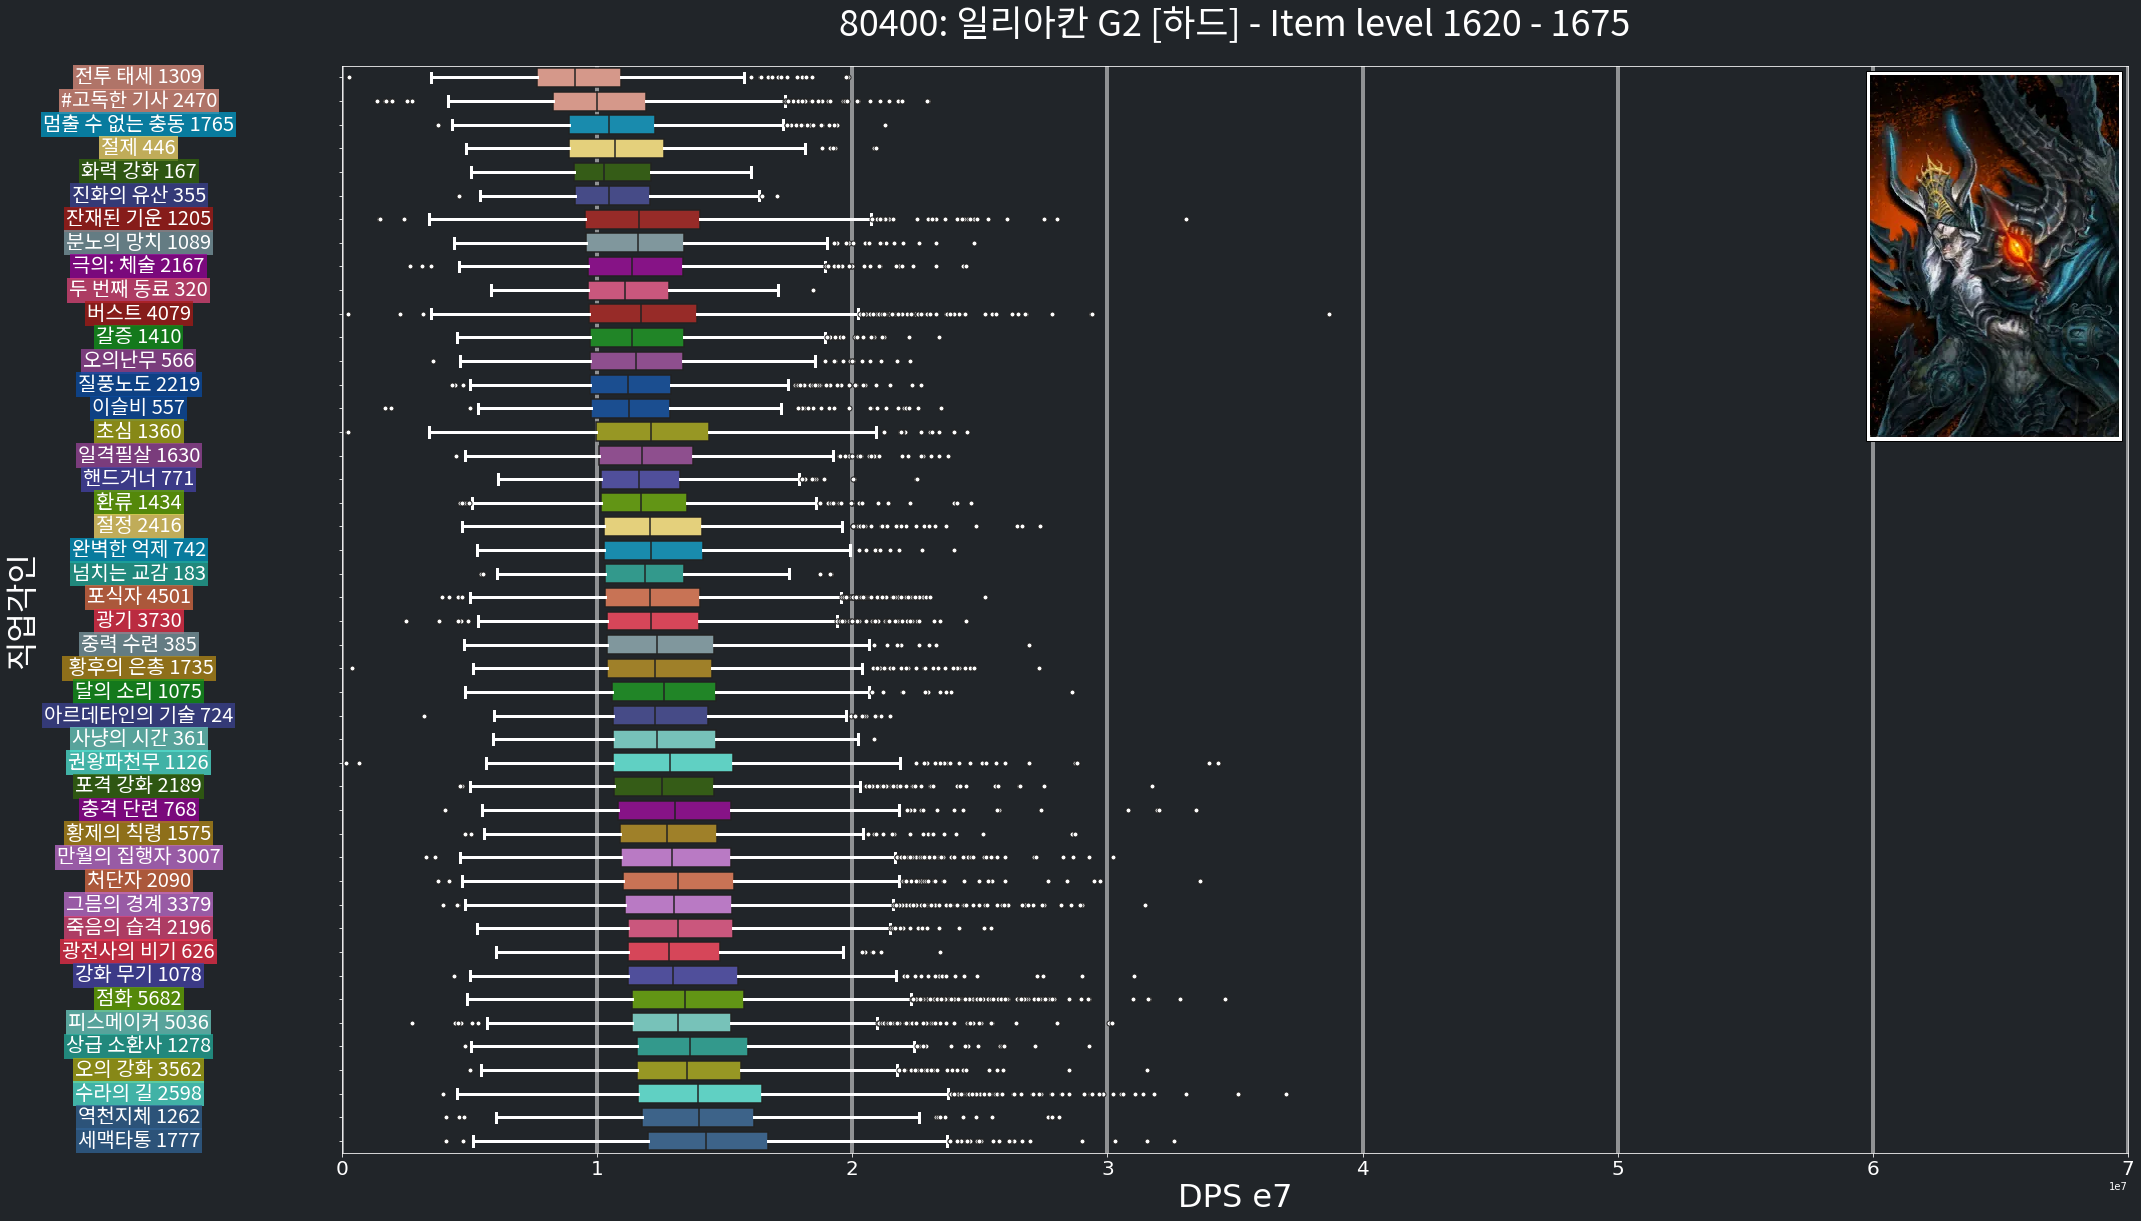 80400: 일리아칸 G2 [하드] - Item level 1620 - 1675
직업각인
전투 태세 1309
#고독한 기사 2470
멈출 수 없는 충동 1765
절제 446
화력 강화 167
진화의 유산 355
잔재된 기운 1205
분노의 망치 1089
극의: 체술 2167
두 번째 동료 320
버스트 4079
갈증 1410
오의난무 566
질풍노도 2219
이슬비 557
초심 1360
일격필살 1630
핸드거너 771
환류 1434
절정 2416
완벽한 억제 742
넘치는 교감 183
포식자 4501
광기 3730
중력 수련 385
황후의 은총 1735
달의 소리 1075
아르데타인의 기술 724
사냥의 시간 361
권왕파천무 1126
포격 강화 2189
충격 단련 768
황제의 칙령 1575
만월의 집행자 3007
처단자 2090
그믐의 경계 3379
죽음의 습격 2196
광전사의 비기 626
강화 무기 1078
점화 5682
피스메이커 5036
상급 소환사 1278
오의 강화 3562
수라의 길 2598
역천지체 1262
세맥타통 1777
0 1 2 3 4 5 6 7
1e7
DPS e7